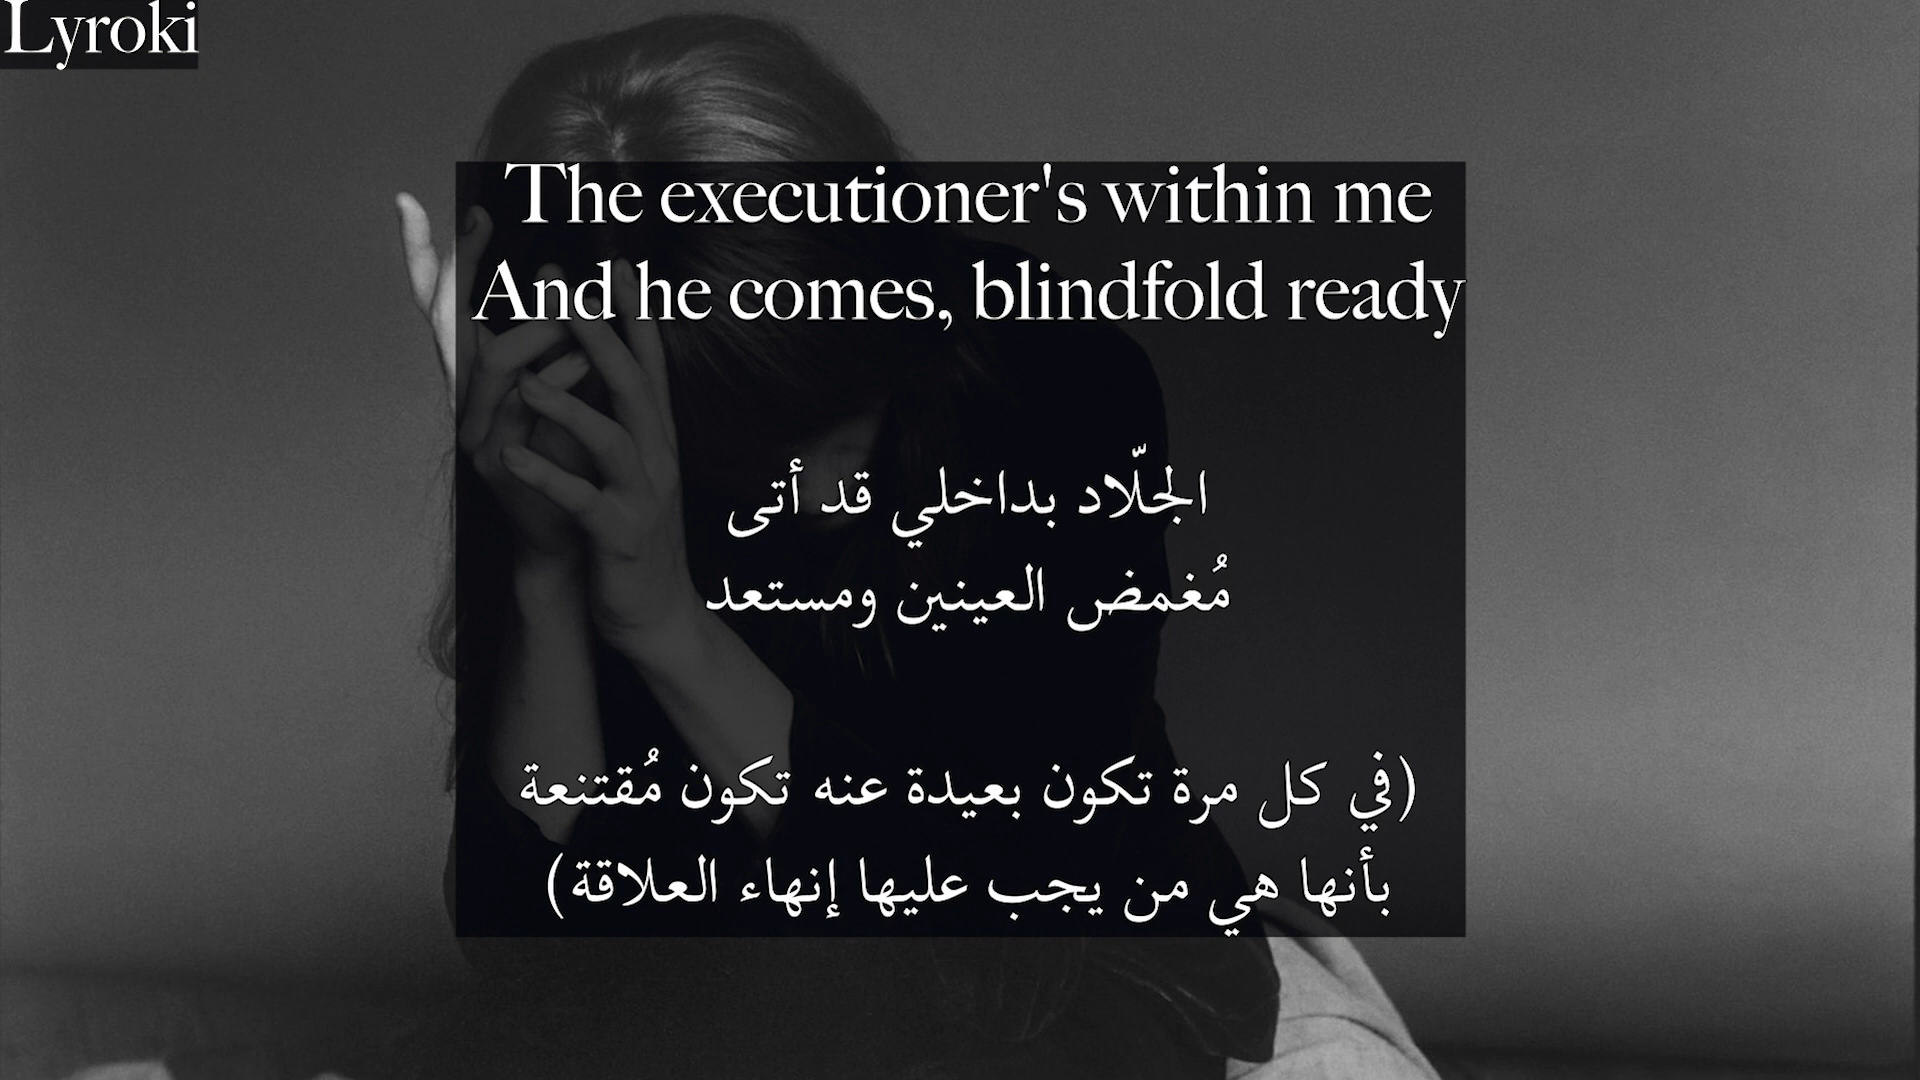 Lyroki
The executioner's within me
And he comes, blindfold ready
الجلّاد بداخلي قد أتى
مُغمض العينين ومستعد
(في كل مرة تكون بعيدة عنه تكون مُقتنعة
بأنها هي من يجب عليها إنهاء العلاقة)